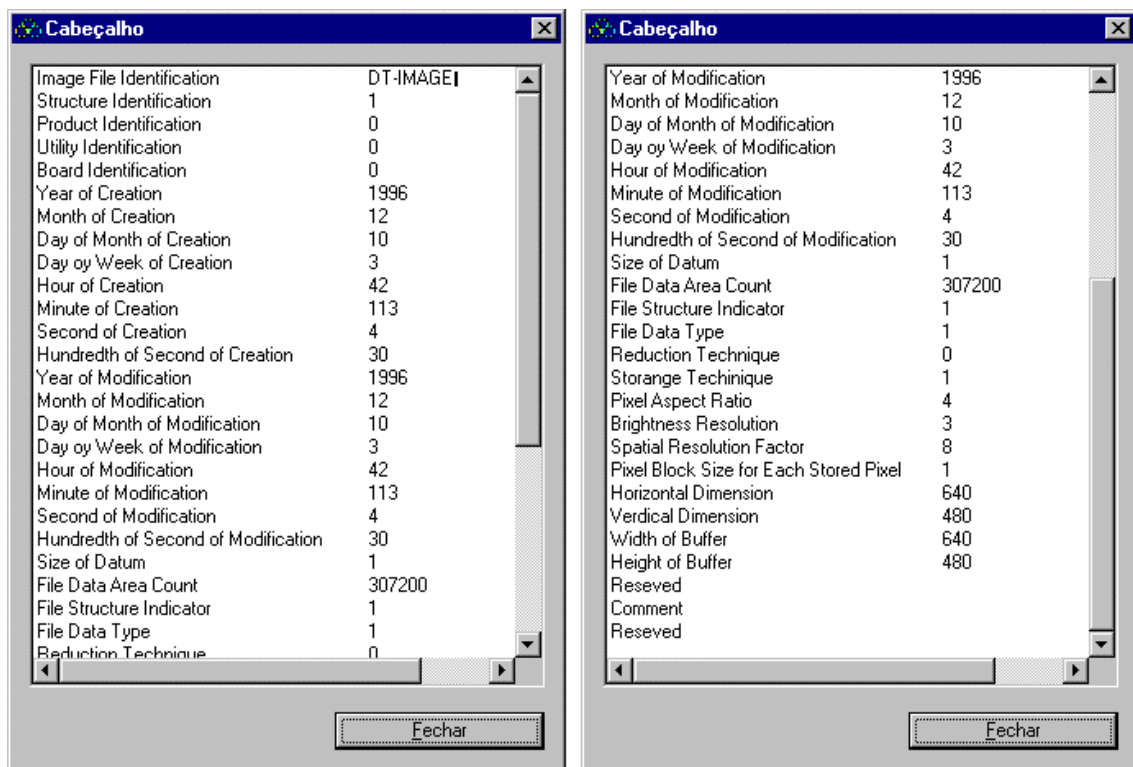 Cabeçalho
Image File Identification DT-IMAGE
Structure Identification 1
Product Identification 0
Utility Identification 0
Board Identification 0
Year of Creation 1996
Month of Creation 12
Day of Month of Creation 10
Day oy Week of Creation 3
Hour of Creation 42
Minute of Creation 113
Second of Creation 4
Hundredth of Second of Creation 30
Year of Modification 1996
Month of Modification 12
Day of Month of Modification 10
Day oy Week of Modification 3
Hour of Modification 42
Minute of Modification 113
Second of Modification 4
Hundredth of Second of Modification 30
Size of Datum 1
File Data Area Count 307200
File Structure Indicator 1
File Data Type 1
Reduction Technique 0
Fechar
Cabeçalho
Year of Modification 1996
Month of Modification 12
Day of Month of Modification 10
Day oy Week of Modification 3
Hour of Modification 42
Minute of Modification 113
Second of Modification 4
Hundredth of Second of Modification 30
Size of Datum 1
File Data Area Count 307200
File Structure Indicator 1
File Data Type 1
Reduction Technique 0
Storange Techinique 1
Pixel Aspect Ratio 4
Brightness Resolution 3
Spatial Resolution Factor 8
Pixel Block Size for Each Stored Pixel 1
Horizontal Dimension 640
Verdical Dimension 480
Width of Buffer 640
Height of Buffer 480
Reseved
Comment
Reseved
Fechar